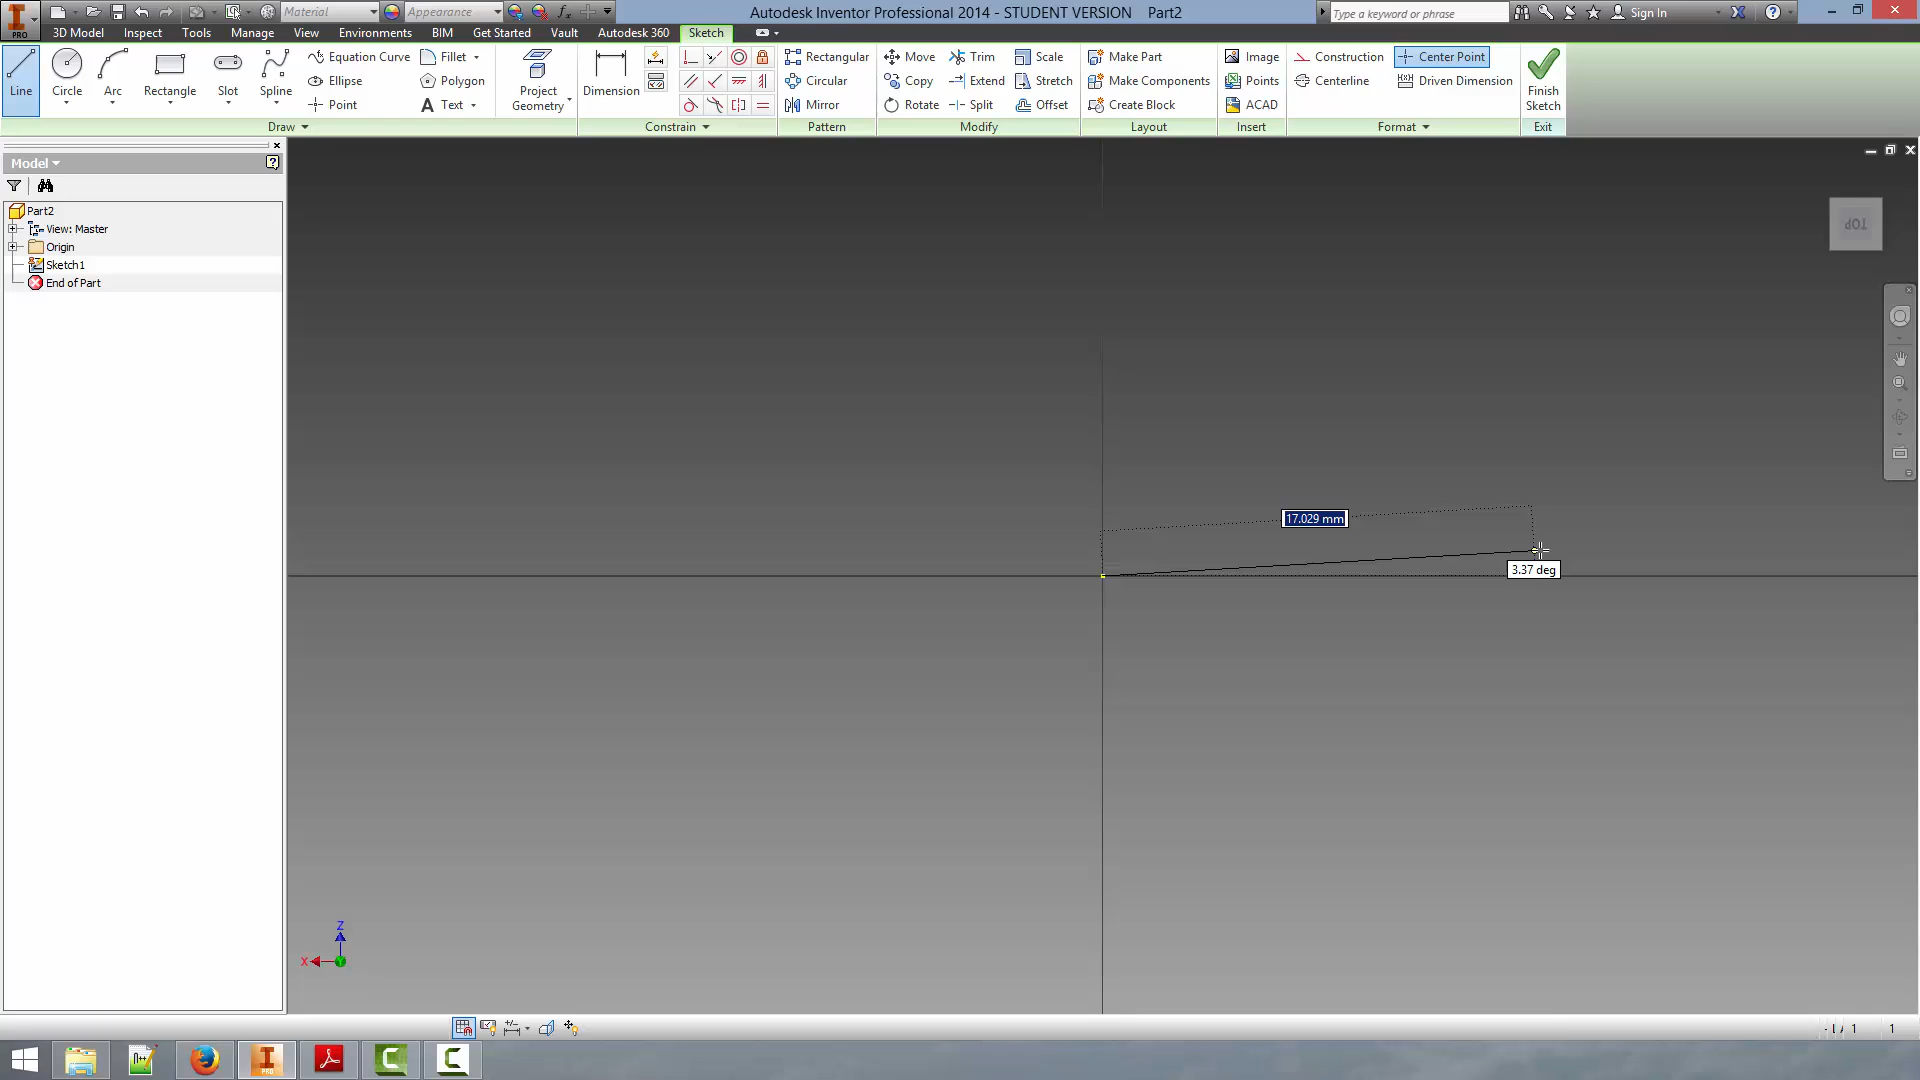 PRO
Material
Appearance
Autodesk Inventor Professional 2014 - STUDENT VERSION Part2
Type a keyword or phrase
Sign In
3D Model Inspect Tools Manage View Environments BIM Get Started Vault Autodesk 360 Sketch
Line
Circle
Arc
Rectangle
Slot
Spline
Equation Curve
Ellipse
Point
Fillet
Polygon
Text
Project
Geometry
Dimension
Rectangular
Circular
Mirror
Move
Copy
Rotate
Trim
Extend
Split
Scale
Stretch
Offset
Make Part
Make Components
Create Block
Image
Points
ACAD
Construction
Centerline
Center Point
Driven Dimension
Finish
Sketch
Draw Constrain Pattern Modify Layout Insert Format Exit
Model
Part2
View: Master
Origin
Sketch1
End of Part
TOP
17.029 mm
3.37 deg
Z
X
1 1
PRO